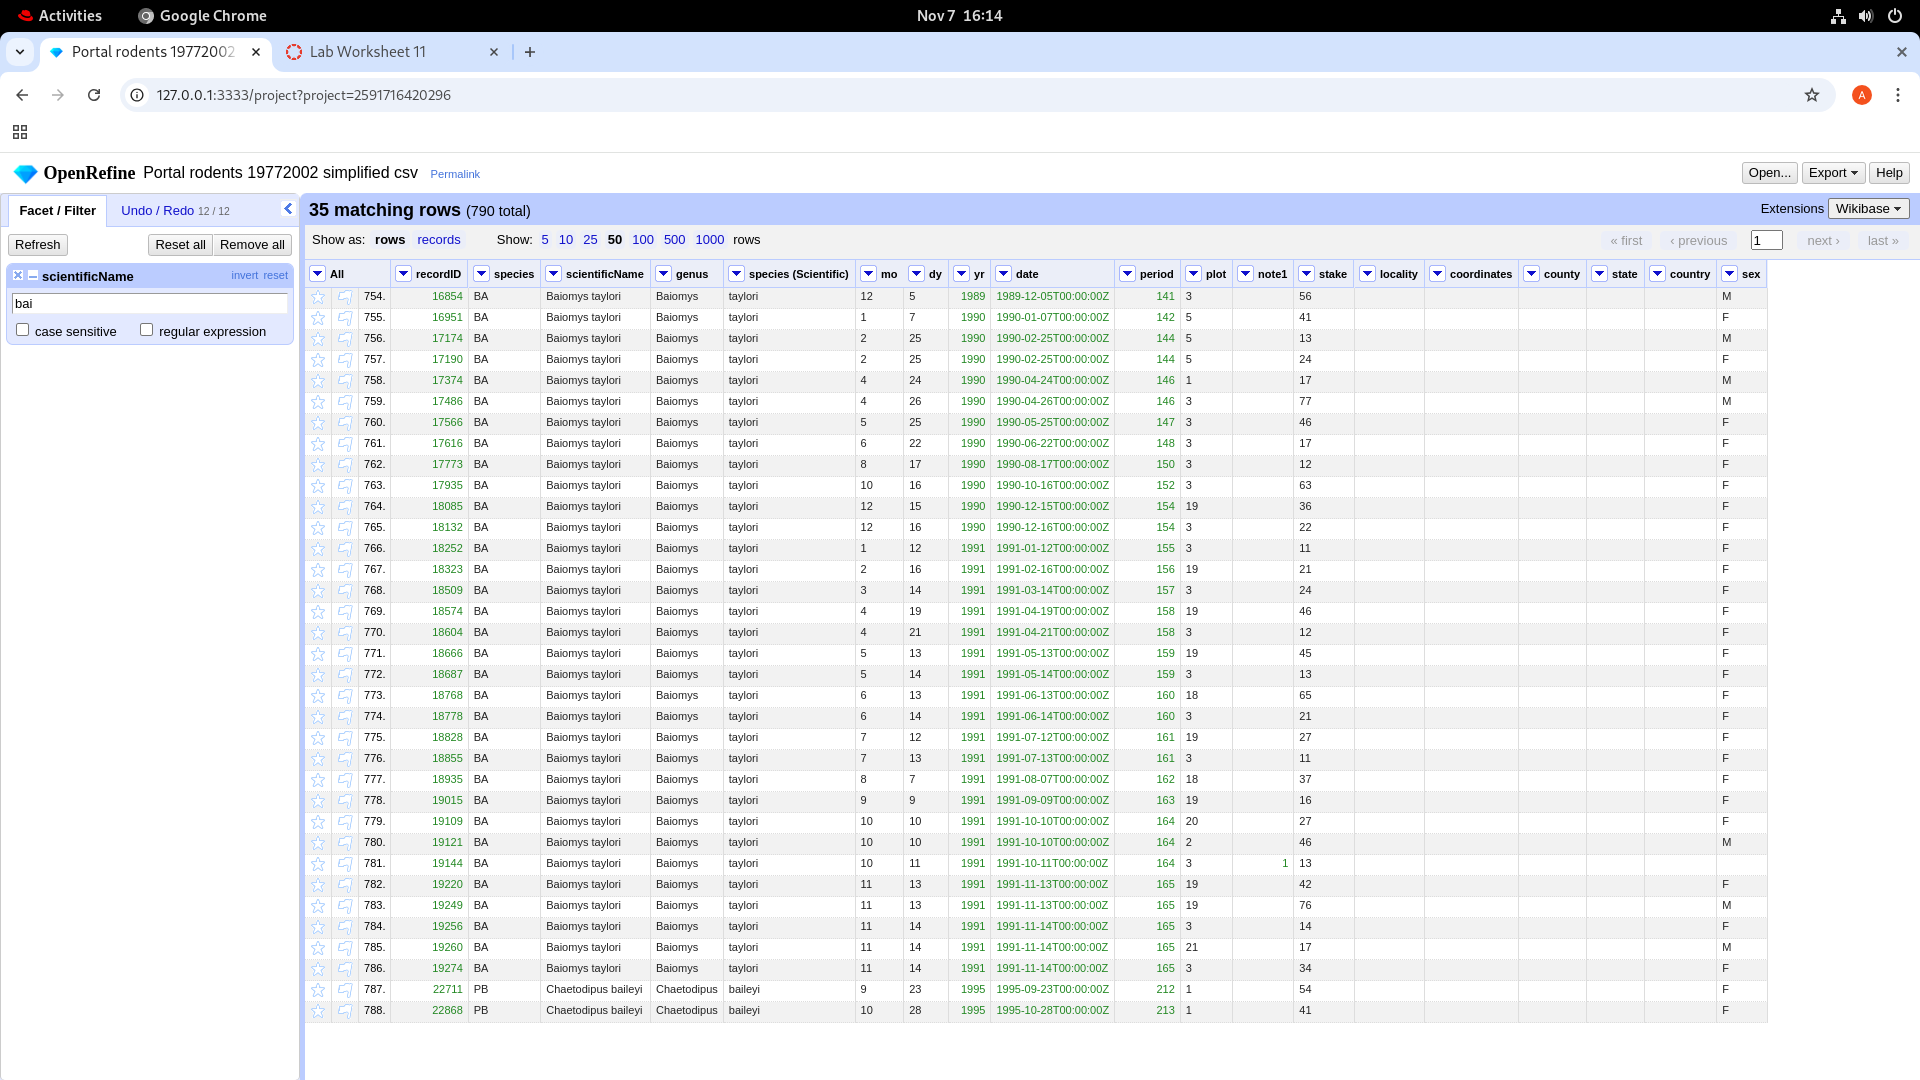 Activities Google Chrome Nov 7 16:14
Portal rodents 19772002 Lab Worksheet 11
127.0.0.1:3333/project?project=2591716420296 A
OpenRefine Portal rodents 19772002 simplified csv Permalink Open... Export Help
Facet / Filter Undo / Redo 12 / 12
Refresh Reset all Remove all
scientificName invert reset
bai
case sensitive regular expression
35 matching rows (790 total) Extensions Wikibase
Show as: rows records Show: 5 10 25 50 100 500 1000 rows « first ‹ previous 1 next › last »
All recordID species scientificName genus species (Scientific) mo dy yr date period plot note1 stake locality coordinates county state country sex
754. 16854 BA Baiomys taylori Baiomys taylori 12 5 1989 1989-12-05T00:00:00Z 141 3 56 M
755. 16951 BA Baiomys taylori Baiomys taylori 1 7 1990 1990-01-07T00:00:00Z 142 5 41 F
756. 17174 BA Baiomys taylori Baiomys taylori 2 25 1990 1990-02-25T00:00:00Z 144 5 13 M
757. 17190 BA Baiomys taylori Baiomys taylori 2 25 1990 1990-02-25T00:00:00Z 144 5 24 F
758. 17374 BA Baiomys taylori Baiomys taylori 4 24 1990 1990-04-24T00:00:00Z 146 1 17 M
759. 17486 BA Baiomys taylori Baiomys taylori 4 26 1990 1990-04-26T00:00:00Z 146 3 77 M
760. 17566 BA Baiomys taylori Baiomys taylori 5 25 1990 1990-05-25T00:00:00Z 147 3 46 F
761. 17616 BA Baiomys taylori Baiomys taylori 6 22 1990 1990-06-22T00:00:00Z 148 3 17 F
762. 17773 BA Baiomys taylori Baiomys taylori 8 17 1990 1990-08-17T00:00:00Z 150 3 12 F
763. 17935 BA Baiomys taylori Baiomys taylori 10 16 1990 1990-10-16T00:00:00Z 152 3 63 F
764. 18085 BA Baiomys taylori Baiomys taylori 12 15 1990 1990-12-15T00:00:00Z 154 19 36 F
765. 18132 BA Baiomys taylori Baiomys taylori 12 16 1990 1990-12-16T00:00:00Z 154 3 22 F
766. 18252 BA Baiomys taylori Baiomys taylori 1 12 1991 1991-01-12T00:00:00Z 155 3 11 F
767. 18323 BA Baiomys taylori Baiomys taylori 2 16 1991 1991-02-16T00:00:00Z 156 19 21 F
768. 18509 BA Baiomys taylori Baiomys taylori 3 14 1991 1991-03-14T00:00:00Z 157 3 24 F
769. 18574 BA Baiomys taylori Baiomys taylori 4 19 1991 1991-04-19T00:00:00Z 158 19 46 F
770. 18604 BA Baiomys taylori Baiomys taylori 4 21 1991 1991-04-21T00:00:00Z 158 3 12 F
771. 18666 BA Baiomys taylori Baiomys taylori 5 13 1991 1991-05-13T00:00:00Z 159 19 45 F
772. 18687 BA Baiomys taylori Baiomys taylori 5 14 1991 1991-05-14T00:00:00Z 159 3 13 F
773. 18768 BA Baiomys taylori Baiomys taylori 6 13 1991 1991-06-13T00:00:00Z 160 18 65 F
774. 18778 BA Baiomys taylori Baiomys taylori 6 14 1991 1991-06-14T00:00:00Z 160 3 21 F
775. 18828 BA Baiomys taylori Baiomys taylori 7 12 1991 1991-07-12T00:00:00Z 161 19 27 F
776. 18855 BA Baiomys taylori Baiomys taylori 7 13 1991 1991-07-13T00:00:00Z 161 3 11 F
777. 18935 BA Baiomys taylori Baiomys taylori 8 7 1991 1991-08-07T00:00:00Z 162 18 37 F
778. 19015 BA Baiomys taylori Baiomys taylori 9 9 1991 1991-09-09T00:00:00Z 163 19 16 F
779. 19109 BA Baiomys taylori Baiomys taylori 10 10 1991 1991-10-10T00:00:00Z 164 20 27 F
780. 19121 BA Baiomys taylori Baiomys taylori 10 10 1991 1991-10-10T00:00:00Z 164 2 46 M
781. 19144 BA Baiomys taylori Baiomys taylori 10 11 1991 1991-10-11T00:00:00Z 164 3 1 13
782. 19220 BA Baiomys taylori Baiomys taylori 11 13 1991 1991-11-13T00:00:00Z 165 19 42 F
783. 19249 BA Baiomys taylori Baiomys taylori 11 13 1991 1991-11-13T00:00:00Z 165 19 76 M
784. 19256 BA Baiomys taylori Baiomys taylori 11 14 1991 1991-11-14T00:00:00Z 165 3 14 F
785. 19260 BA Baiomys taylori Baiomys taylori 11 14 1991 1991-11-14T00:00:00Z 165 21 17 M
786. 19274 BA Baiomys taylori Baiomys taylori 11 14 1991 1991-11-14T00:00:00Z 165 3 34 F
787. 22711 PB Chaetodipus baileyi Chaetodipus baileyi 9 23 1995 1995-09-23T00:00:00Z 212 1 54 F
788. 22868 PB Chaetodipus baileyi Chaetodipus baileyi 10 28 1995 1995-10-28T00:00:00Z 213 1 41 F